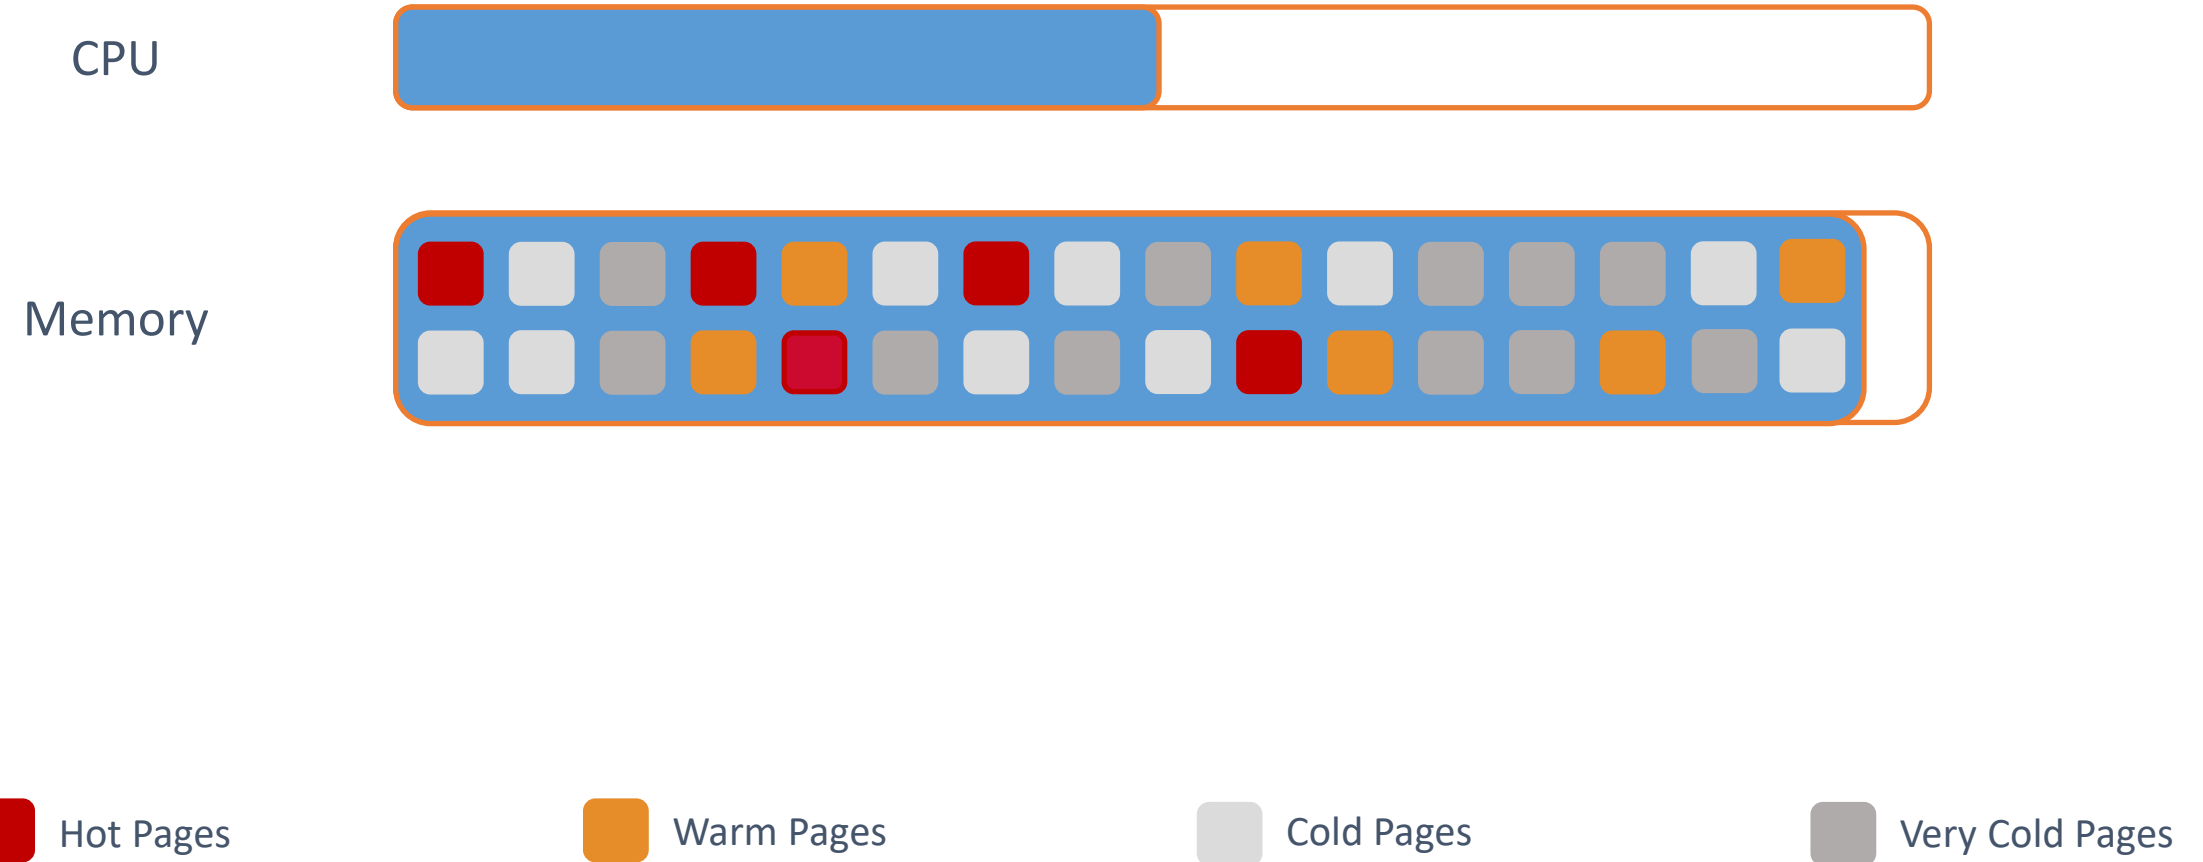 CPU
Memory
Hot Pages
Warm Pages
Cold Pages
Very Cold Pages